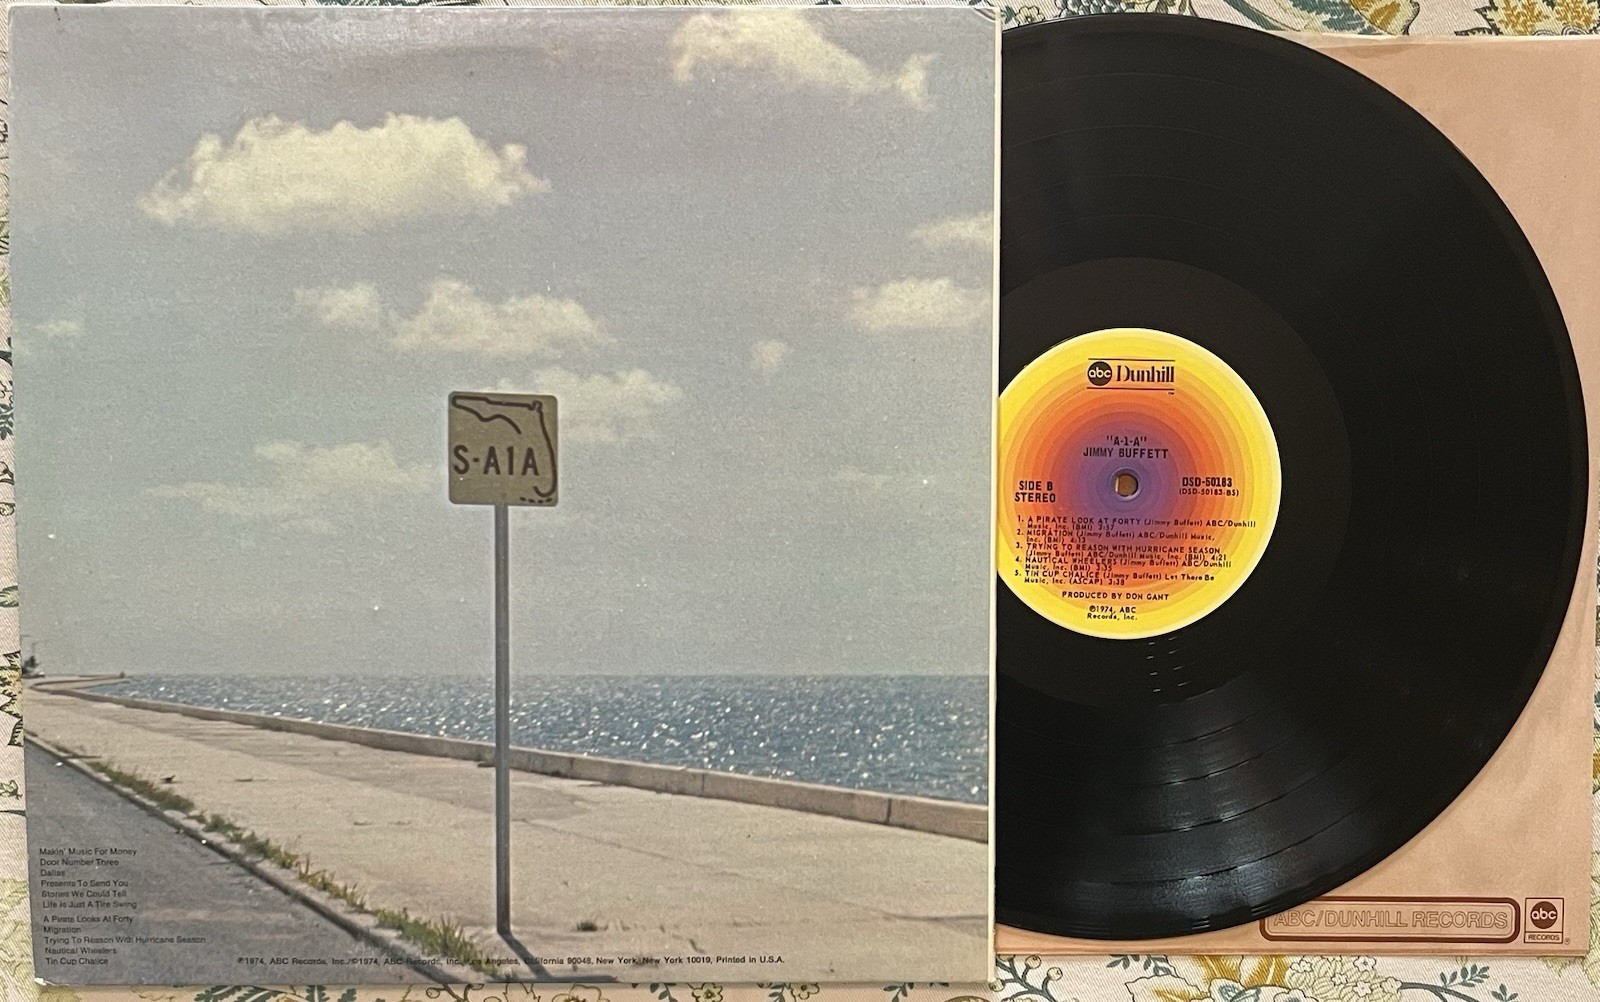 S-A1A
Makin' Music For Money
Door Number Three
Dallas
Presents To Send You
Stories We Could Tell
Life Is Just A Tire Swing
A Pirate Looks At Forty
Migration
Trying To Reason With Hurricane Season
Nautical Wheelers
Tin Cup Chalice
℗1974, ABC Records, Inc./©1974, ABC Records, Inc., Los Angeles, California 90048, New York, New York 10019, Printed in U.S.A.
abc Dunhill
TM
"A-1-A"
JIMMY BUFFETT
SIDE B
STEREO
DSD-50183
(DSD-50183-BS)
1. A PIRATE LOOK AT FORTY (Jimmy Buffett) ABC/Dunhill
Music, Inc. (BMI) 3:57
2. MIGRATION (Jimmy Buffett) ABC/Dunhill Music,
Inc. (BMI) 4:13
3. TRYING TO REASON WITH HURRICANE SEASON
(Jimmy Buffett) ABC/Dunhill Music, Inc. (BMI) 4:21
4. NAUTICAL WHEELERS (Jimmy Buffett) ABC/Dunhill
Music, Inc. (BMI) 3:35
5. TIN CUP CHALICE (Jimmy Buffett) Let There Be
Music, Inc. (ASCAP) 3:38
PRODUCED BY DON GANT
℗1974, ABC
Records, Inc.
ABC/DUNHILL RECORDS
abc
RECORDS